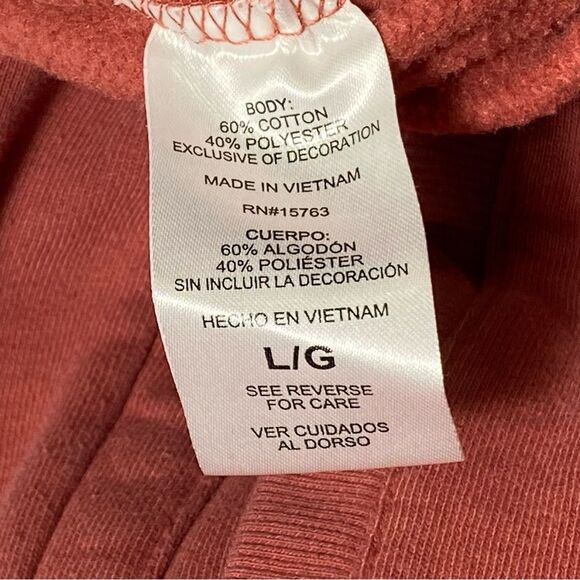 BODY:
60% COTTON
40% POLYESTER
EXCLUSIVE OF DECORATION
MADE IN VIETNAM
RN#15763
CUERPO:
60% ALGODÓN
40% POLIÉSTER
SIN INCLUIR LA DECORACIÓN
HECHO EN VIETNAM
L/G
SEE REVERSE
FOR CARE
VER CUIDADOS
AL DORSO